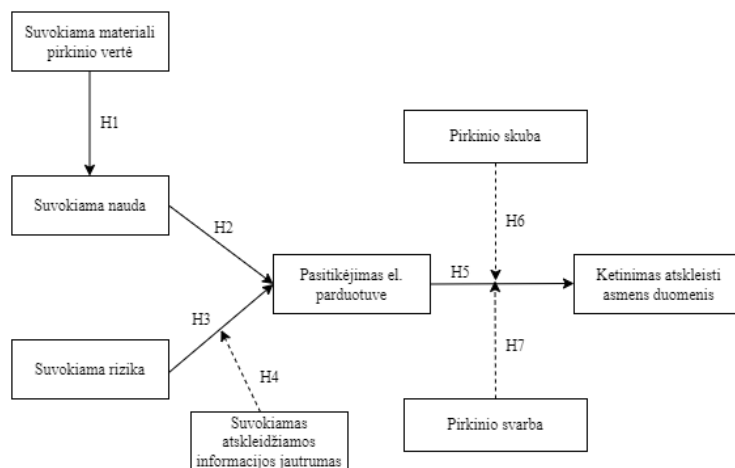 Suvokiama materiali
pirkinio vertė
H1
Pirkinio skuba
Suvokiama nauda
H2
H6
Pasitikėjimas el.
parduotuve
H5
Ketinimas atskleisti
asmens duomenis
H3
H7
Suvokiama rizika
H4
Suvokiamas
atskleidžiamos
informacijos jautrumas
Pirkinio svarba